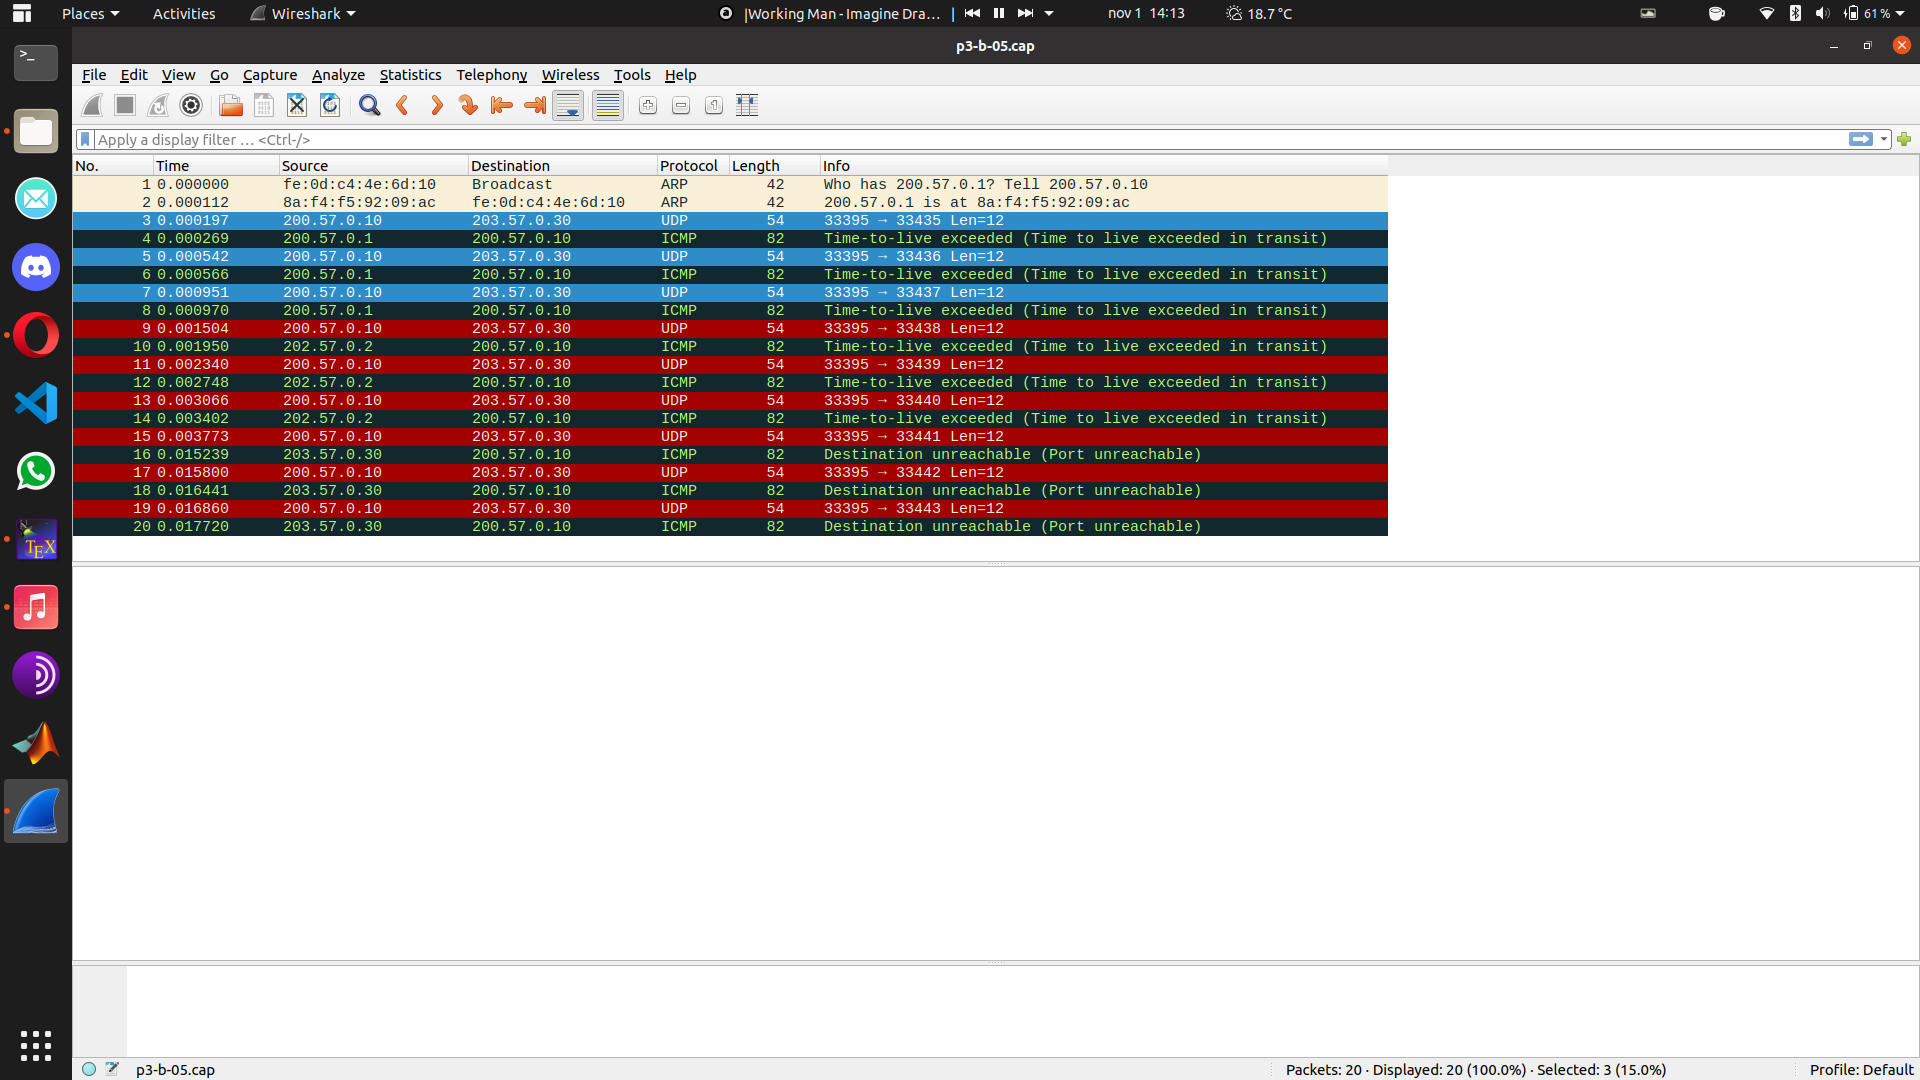 Places Activities Wireshark |Working Man - Imagine Dra... | nov 1 14:13 18.7 °C 61 %
p3-b-05.cap
File Edit View Go Capture Analyze Statistics Telephony Wireless Tools Help
Apply a display filter … <Ctrl-/>
No. Time Source Destination Protocol Length Info
1 0.000000 fe:0d:c4:4e:6d:10 Broadcast ARP 42 Who has 200.57.0.1? Tell 200.57.0.10
2 0.000112 8a:f4:f5:92:09:ac fe:0d:c4:4e:6d:10 ARP 42 200.57.0.1 is at 8a:f4:f5:92:09:ac
3 0.000197 200.57.0.10 203.57.0.30 UDP 54 33395 → 33435 Len=12
4 0.000269 200.57.0.1 200.57.0.10 ICMP 82 Time-to-live exceeded (Time to live exceeded in transit)
5 0.000542 200.57.0.10 203.57.0.30 UDP 54 33395 → 33436 Len=12
6 0.000566 200.57.0.1 200.57.0.10 ICMP 82 Time-to-live exceeded (Time to live exceeded in transit)
7 0.000951 200.57.0.10 203.57.0.30 UDP 54 33395 → 33437 Len=12
8 0.000970 200.57.0.1 200.57.0.10 ICMP 82 Time-to-live exceeded (Time to live exceeded in transit)
9 0.001504 200.57.0.10 203.57.0.30 UDP 54 33395 → 33438 Len=12
10 0.001950 202.57.0.2 200.57.0.10 ICMP 82 Time-to-live exceeded (Time to live exceeded in transit)
11 0.002340 200.57.0.10 203.57.0.30 UDP 54 33395 → 33439 Len=12
12 0.002748 202.57.0.2 200.57.0.10 ICMP 82 Time-to-live exceeded (Time to live exceeded in transit)
13 0.003066 200.57.0.10 203.57.0.30 UDP 54 33395 → 33440 Len=12
14 0.003402 202.57.0.2 200.57.0.10 ICMP 82 Time-to-live exceeded (Time to live exceeded in transit)
15 0.003773 200.57.0.10 203.57.0.30 UDP 54 33395 → 33441 Len=12
16 0.015239 203.57.0.30 200.57.0.10 ICMP 82 Destination unreachable (Port unreachable)
17 0.015800 200.57.0.10 203.57.0.30 UDP 54 33395 → 33442 Len=12
18 0.016441 203.57.0.30 200.57.0.10 ICMP 82 Destination unreachable (Port unreachable)
19 0.016860 200.57.0.10 203.57.0.30 UDP 54 33395 → 33443 Len=12
20 0.017720 203.57.0.30 200.57.0.10 ICMP 82 Destination unreachable (Port unreachable)
TEX
p3-b-05.cap Packets: 20 · Displayed: 20 (100.0%) · Selected: 3 (15.0%) Profile: Default